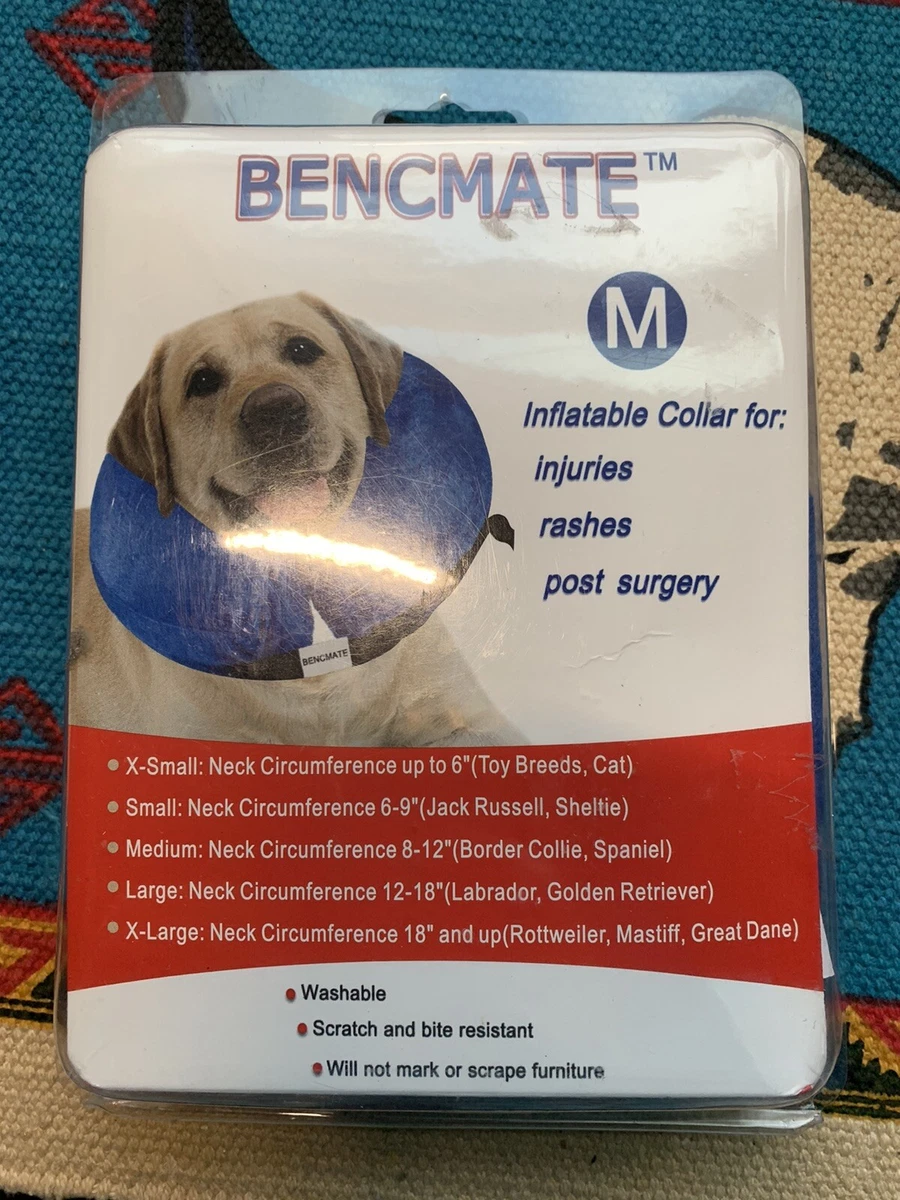 BENCMATE™
M
Inflatable Collar for:
injuries
rashes
post surgery
BENCMATE
• X-Small: Neck Circumference up to 6"(Toy Breeds, Cat)
• Small: Neck Circumference 6-9"(Jack Russell, Sheltie)
• Medium: Neck Circumference 8-12"(Border Collie, Spaniel)
• Large: Neck Circumference 12-18"(Labrador, Golden Retriever)
• X-Large: Neck Circumference 18" and up(Rottweiler, Mastiff, Great Dane)
• Washable
• Scratch and bite resistant
• Will not mark or scrape furniture